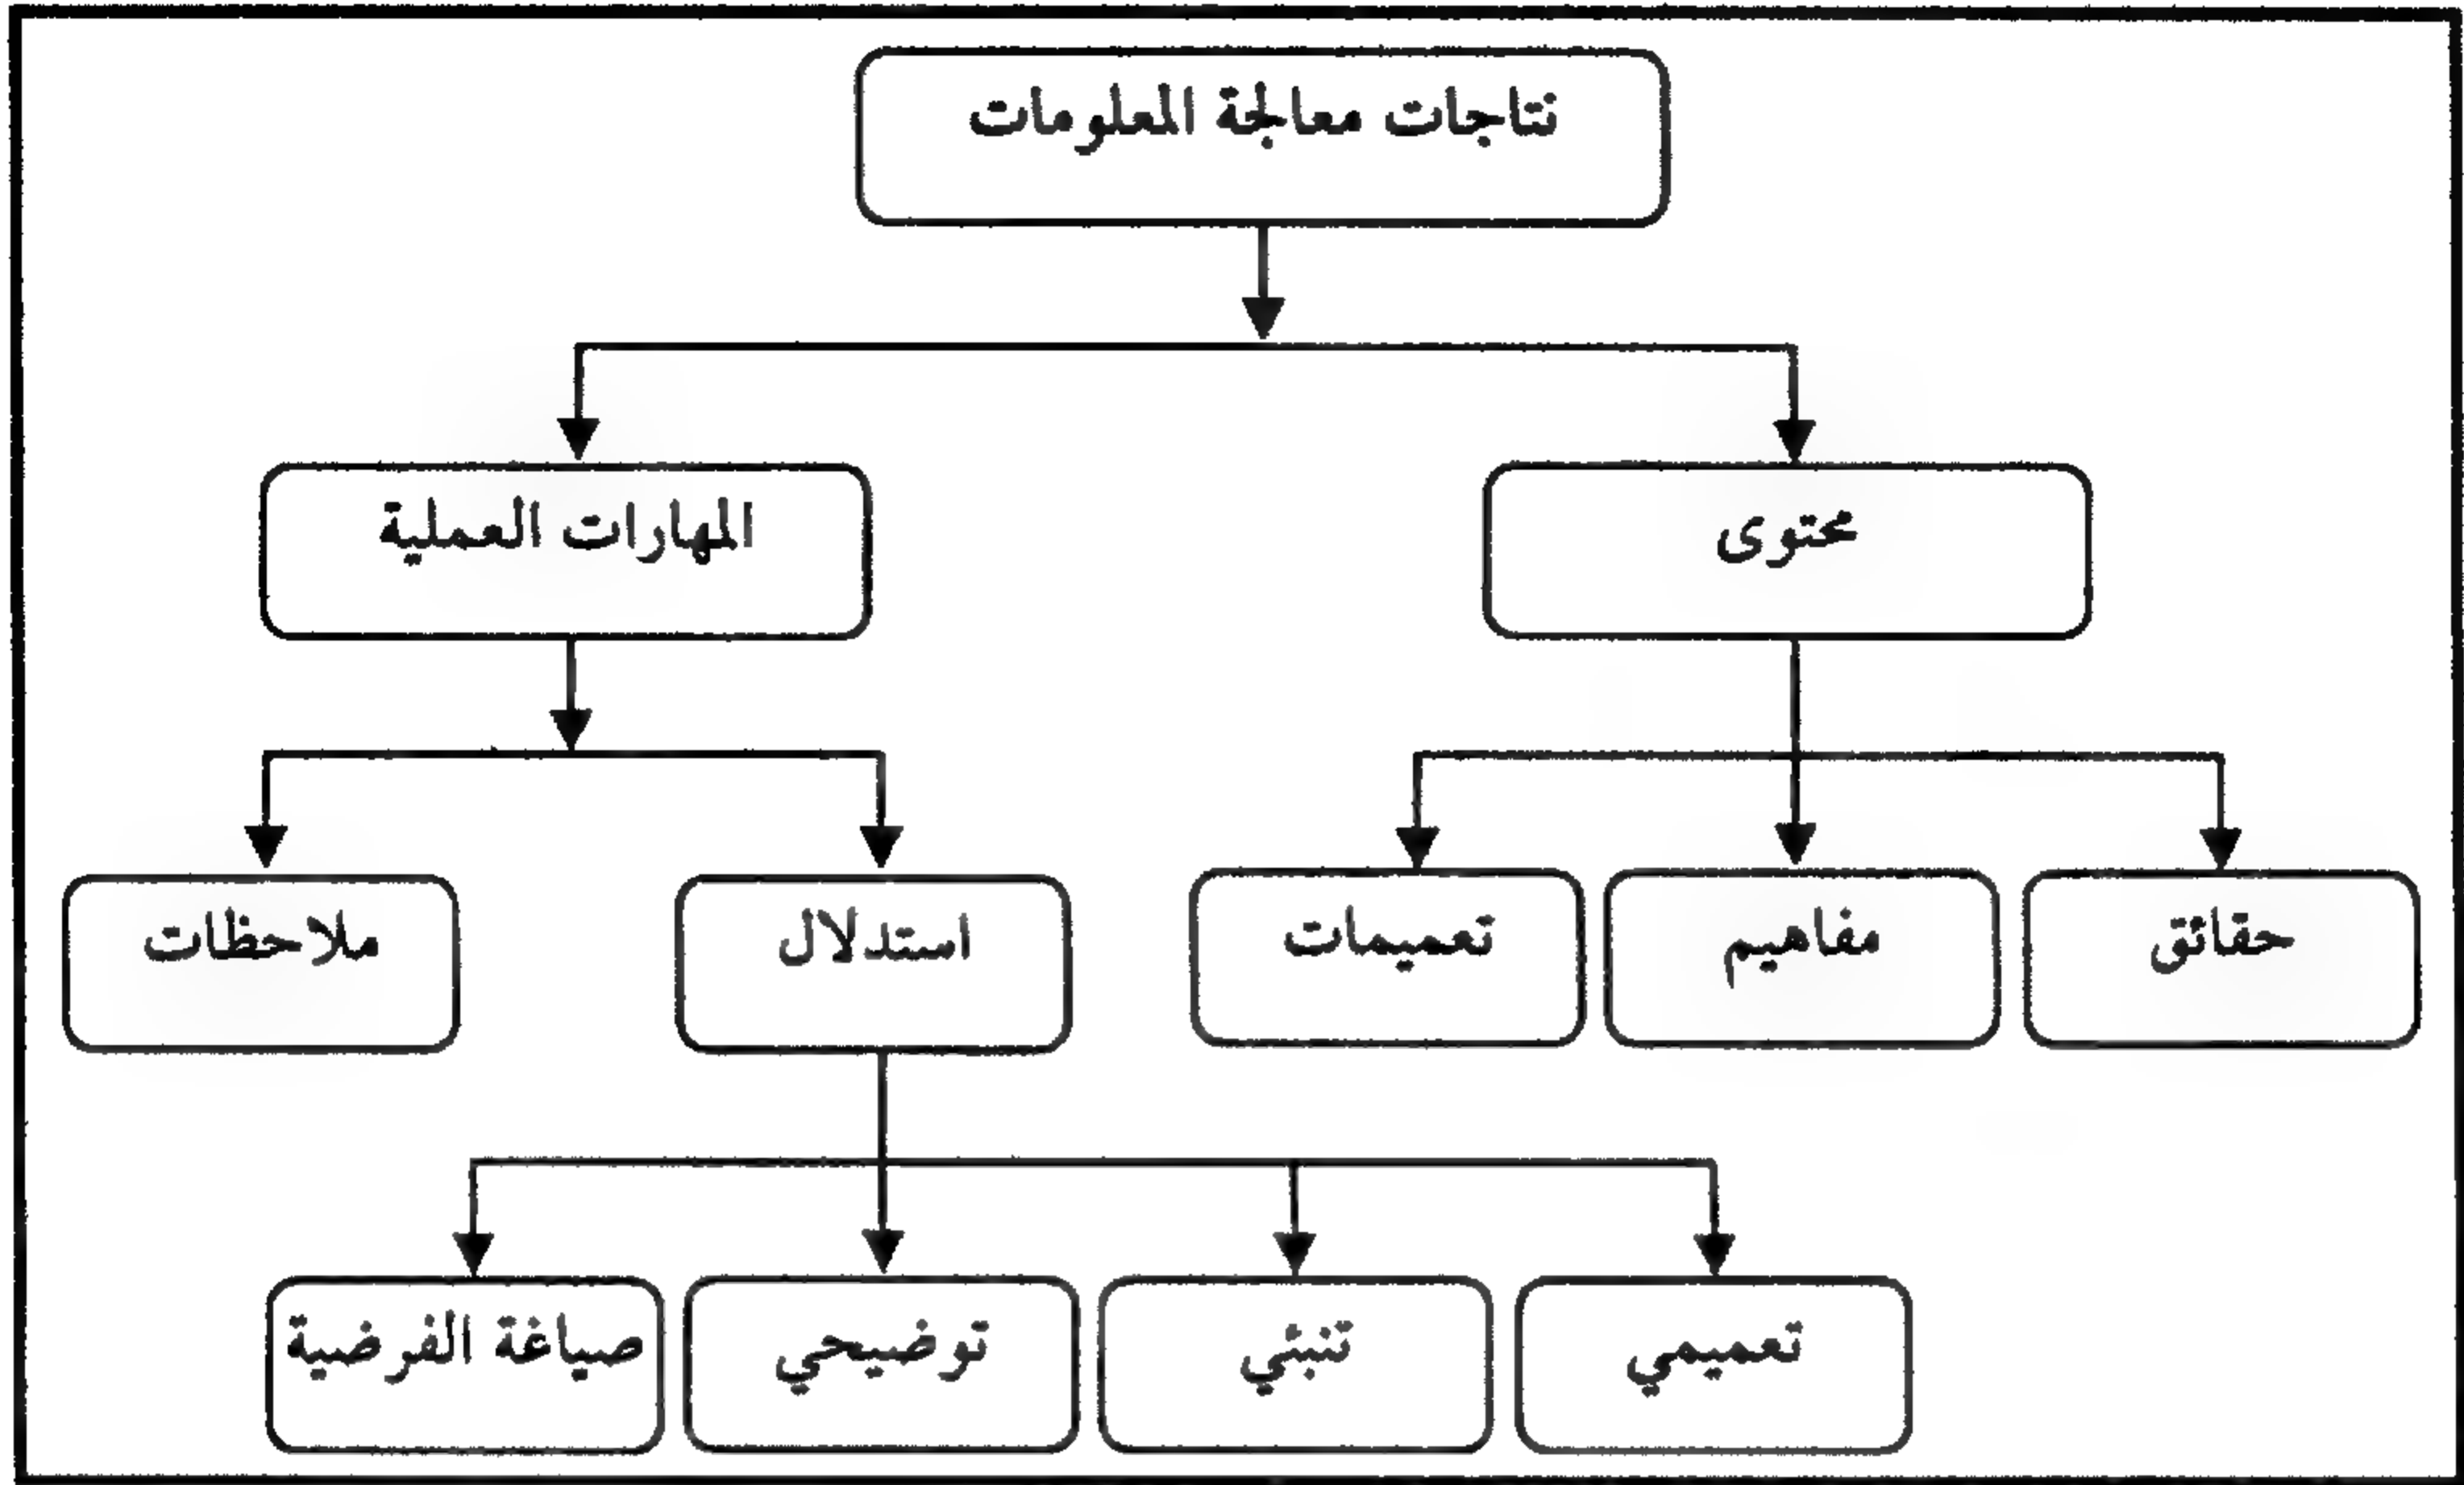 نتاجات معالجة المعلومات
محتوى
المهارات العملية
حقائق
مفاهيم
تعميمات
استدلال
ملاحظات
تعميمي
تنبئي
توضيحي
صياغة الفرضية